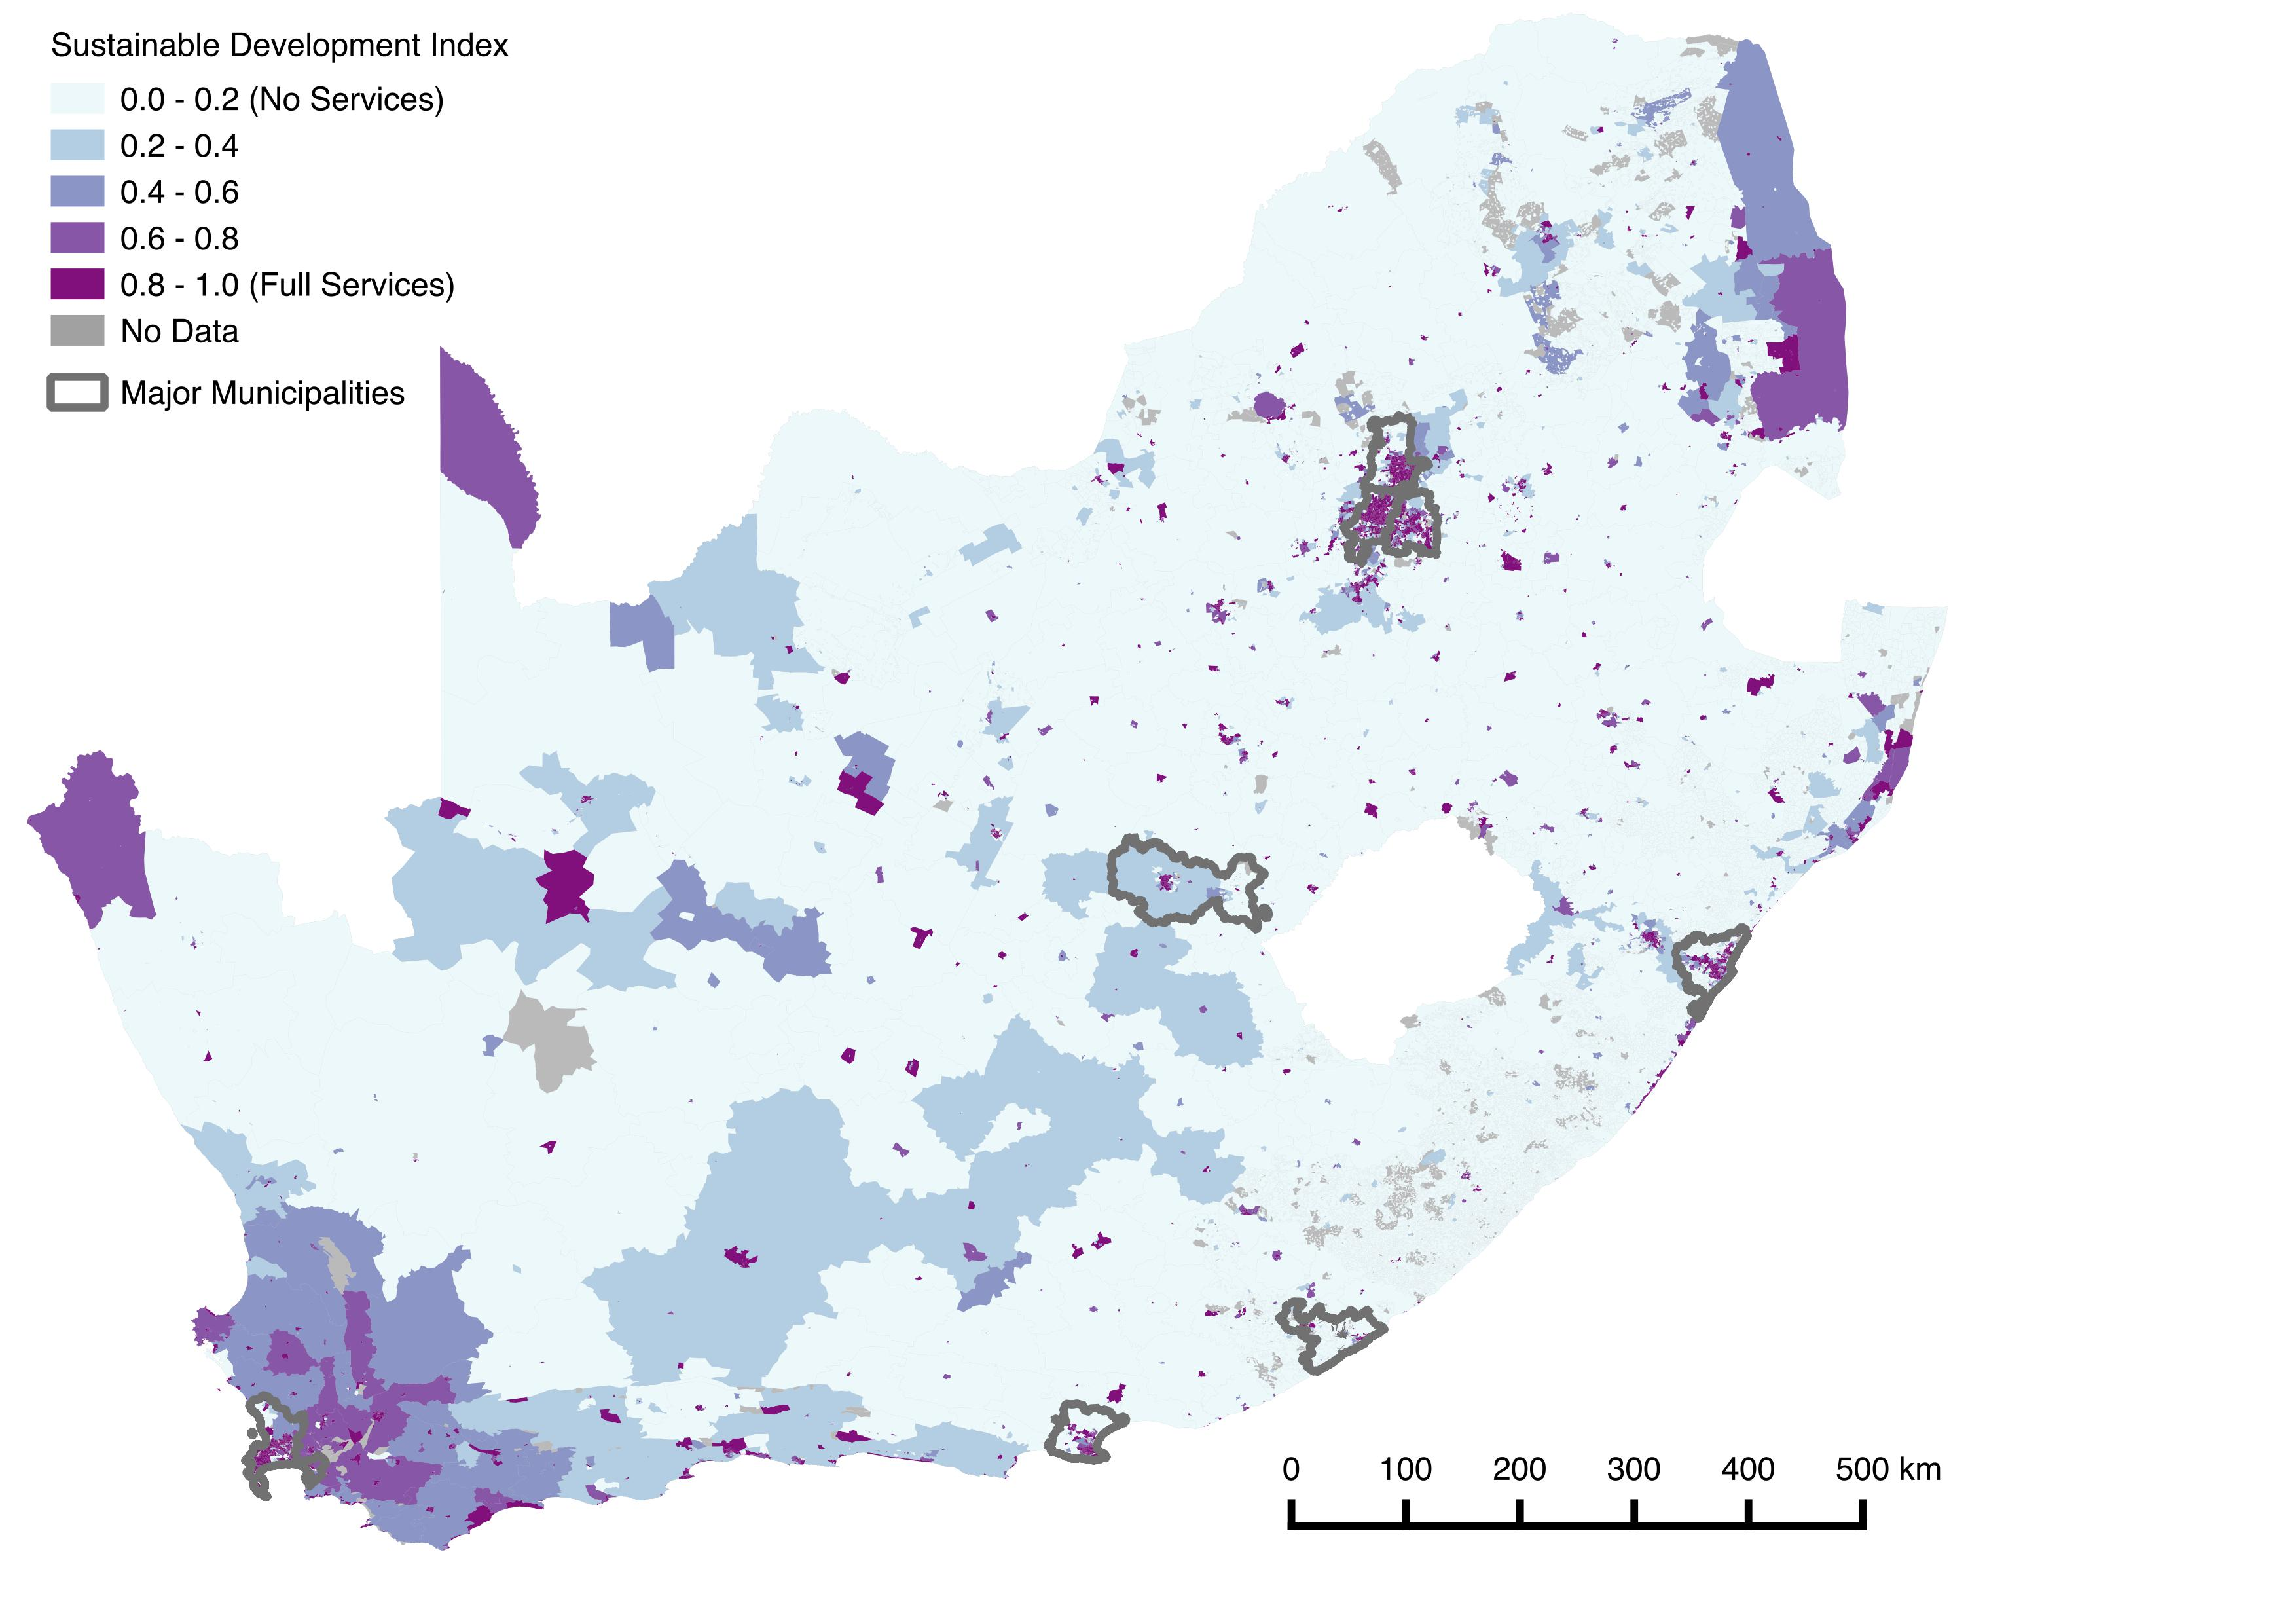 Sustainable Development Index
0.0 - 0.2 (No Services)
0.2 - 0.4
0.4 - 0.6
0.6 - 0.8
0.8 - 1.0 (Full Services)
No Data
Major Municipalities
0 100 200 300 400 500 km